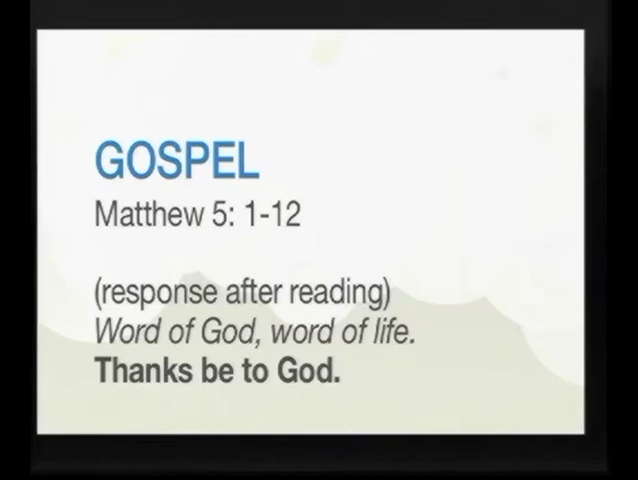 GOSPEL
Matthew 5: 1-12
(response after reading)
Word of God, word of life.
Thanks be to God.